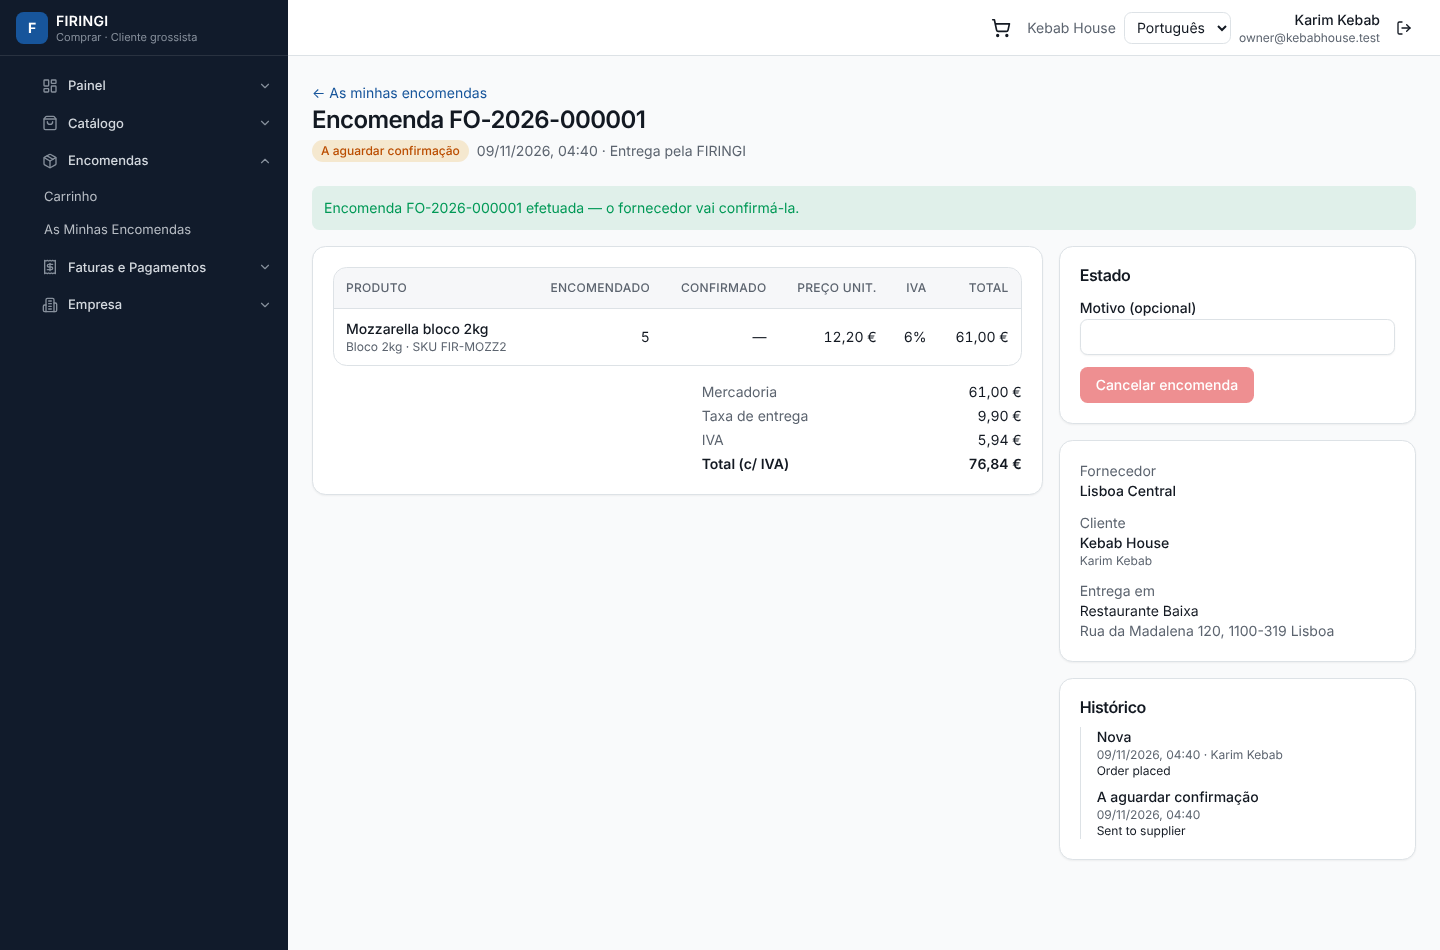 F
FIRINGI
Comprar · Cliente grossista
Painel
Catálogo
Encomendas
Carrinho
As Minhas Encomendas
Faturas e Pagamentos
Empresa
Kebab House
Português
Karim Kebab
owner@kebabhouse.test
← As minhas encomendas
Encomenda FO-2026-000001
A aguardar confirmação 09/11/2026, 04:40 · Entrega pela FIRINGI
Encomenda FO-2026-000001 efetuada — o fornecedor vai confirmá-la.
PRODUTO ENCOMENDADO CONFIRMADO PREÇO UNIT. IVA TOTAL
Mozzarella bloco 2kg 5 — 12,20 € 6% 61,00 €
Bloco 2kg · SKU FIR-MOZZ2
Mercadoria 61,00 €
Taxa de entrega 9,90 €
IVA 5,94 €
Total (c/ IVA) 76,84 €
Estado
Motivo (opcional)
Cancelar encomenda
Fornecedor
Lisboa Central
Cliente
Kebab House
Karim Kebab
Entrega em
Restaurante Baixa
Rua da Madalena 120, 1100-319 Lisboa
Histórico
Nova
09/11/2026, 04:40 · Karim Kebab
Order placed
A aguardar confirmação
09/11/2026, 04:40
Sent to supplier